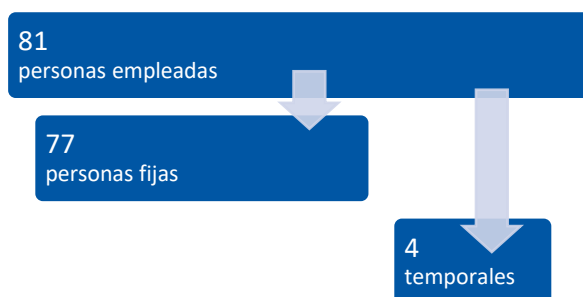 81
personas empleadas
77
personas fijas
4
temporales